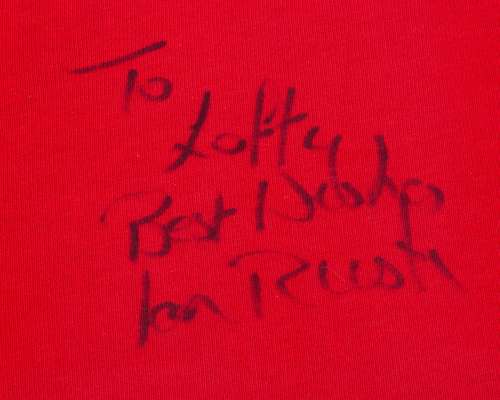 To
Lofty
Best Wishes
Ian Rush